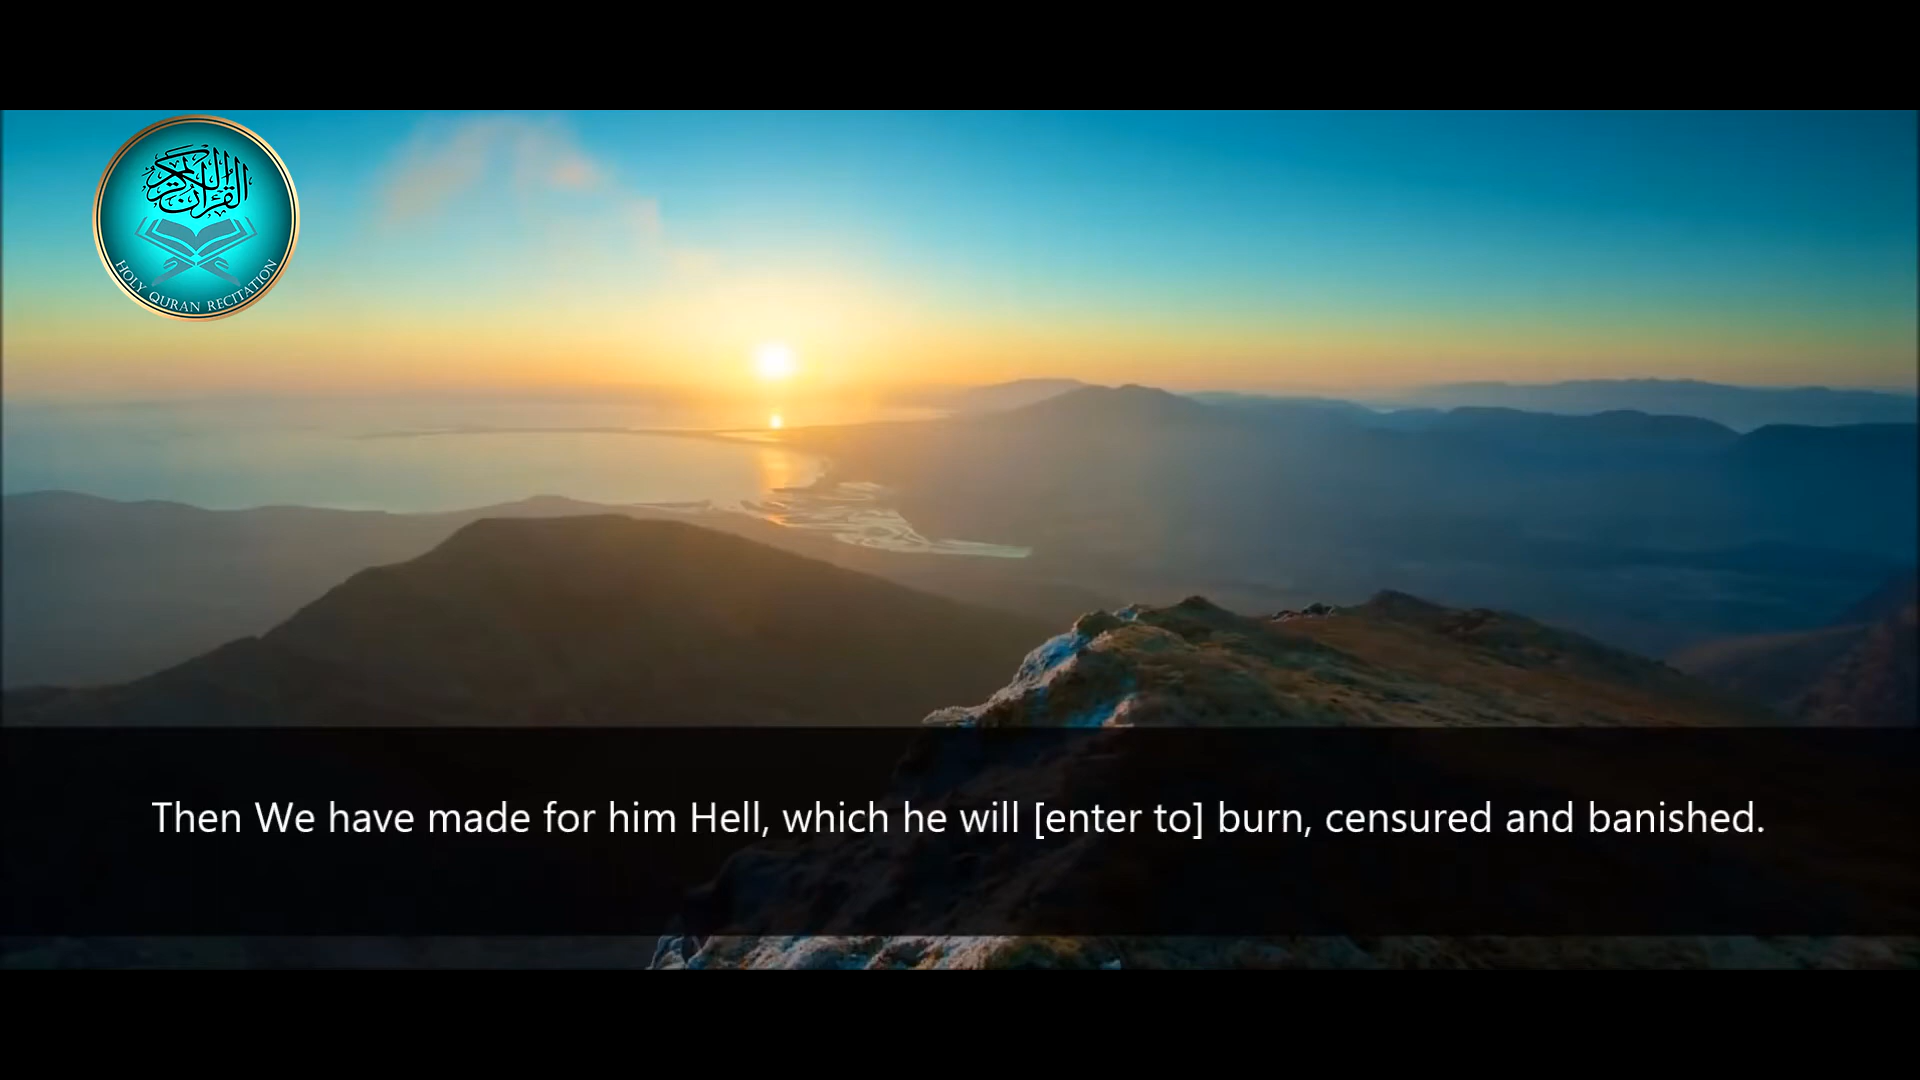 القرآن الكريم
HOLY QURAN RECITATION
Then We have made for him Hell, which he will [enter to] burn, censured and banished.